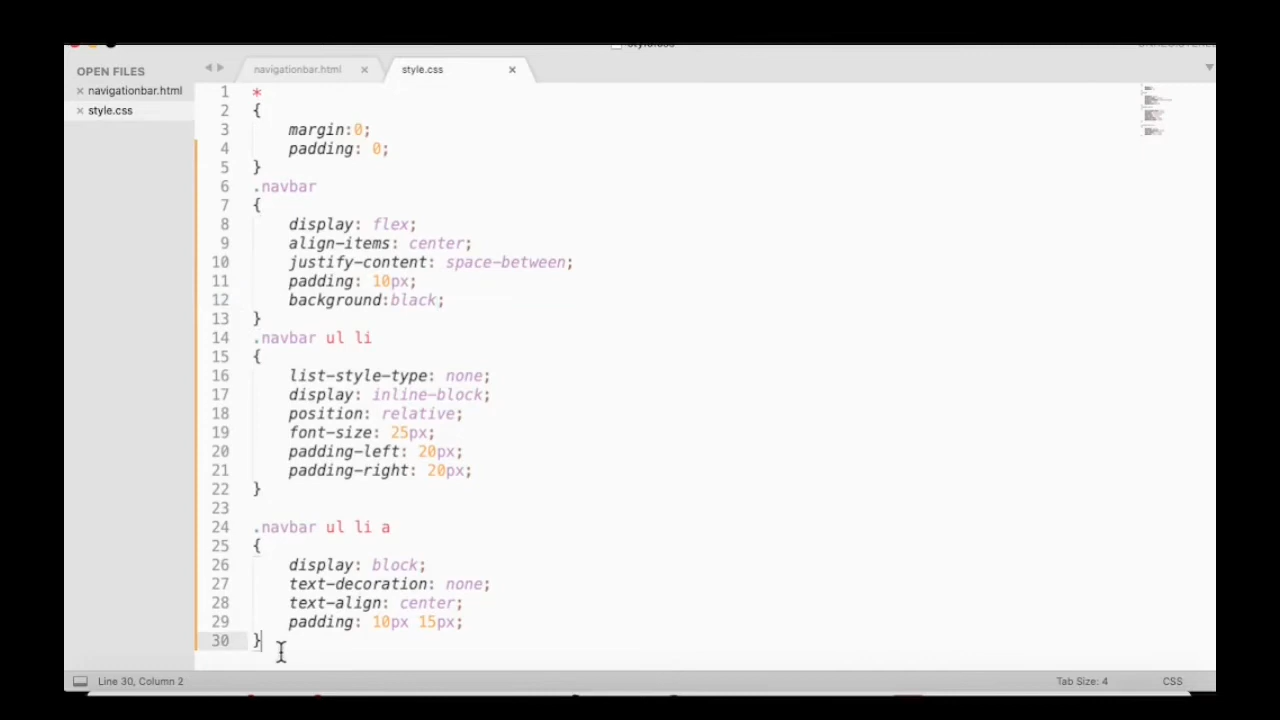 style.css
OPEN FILES
navigationbar.html
style.css
navigationbar.html
style.css
1 *
2 {
3 margin:0;
4 padding: 0;
5 }
6 .navbar
7 {
8 display: flex;
9 align-items: center;
10 justify-content: space-between;
11 padding: 10px;
12 background:black;
13 }
14 .navbar ul li
15 {
16 list-style-type: none;
17 display: inline-block;
18 position: relative;
19 font-size: 25px;
20 padding-left: 20px;
21 padding-right: 20px;
22 }
23
24 .navbar ul li a
25 {
26 display: block;
27 text-decoration: none;
28 text-align: center;
29 padding: 10px 15px;
30 }
Line 30, Column 2
Tab Size: 4
CSS